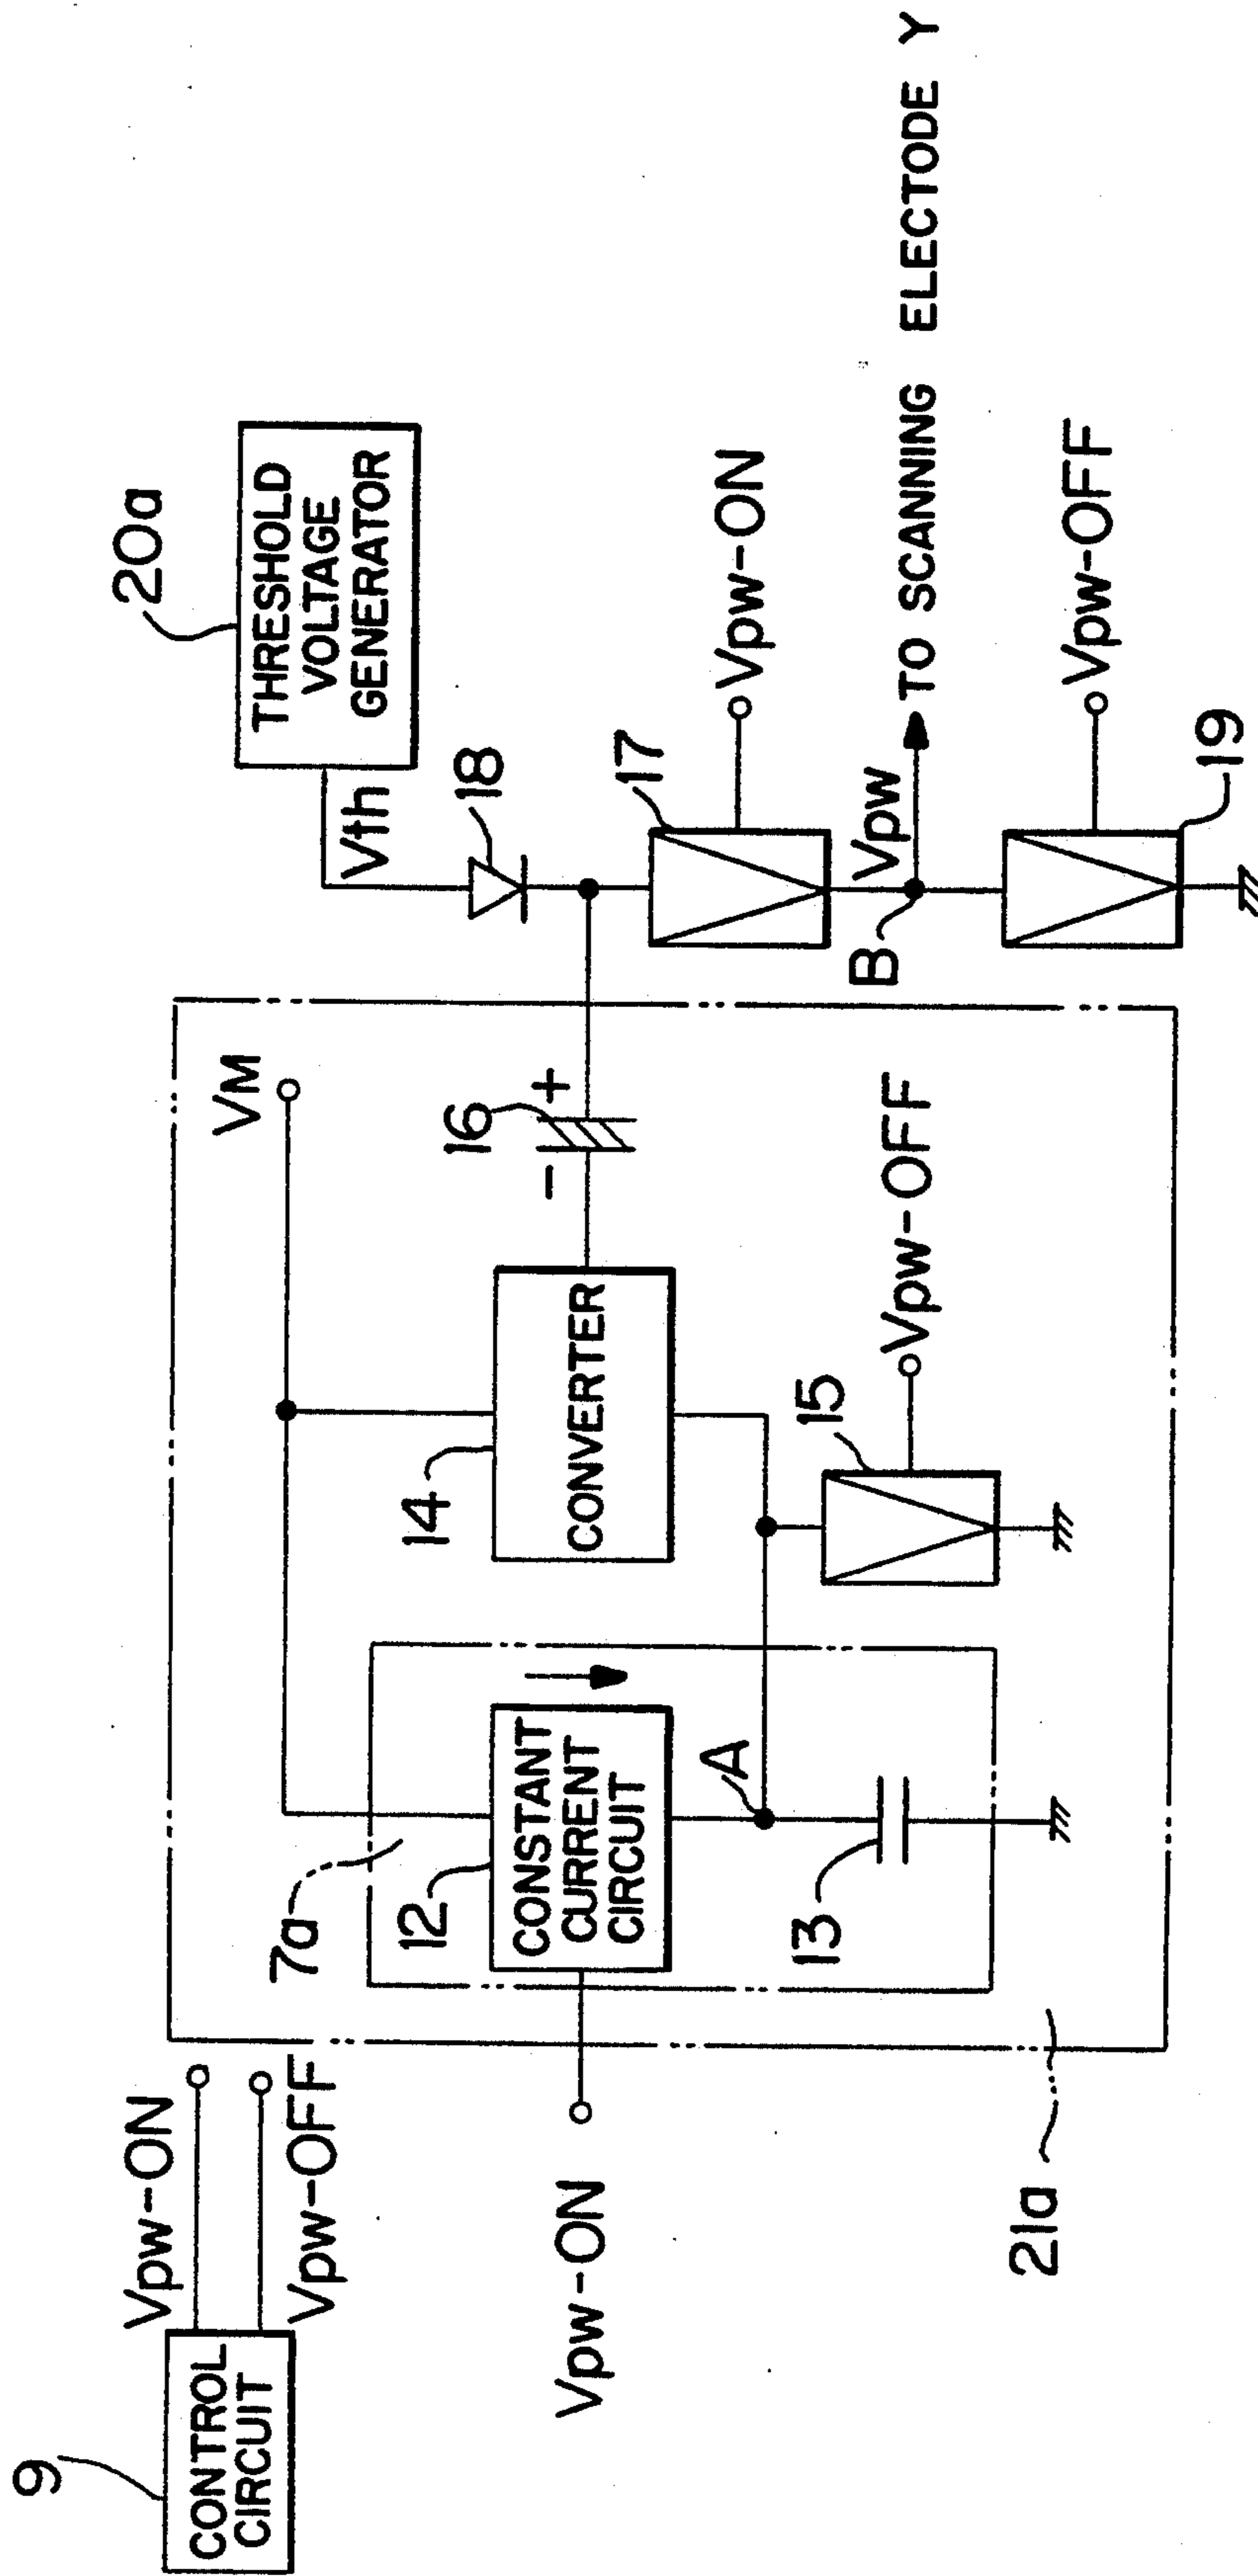 9
CONTROL
CIRCUIT
Vpw-ON
Vpw-OFF
Vpw-ON
21a
7a
12
CONSTANT
CURRENT
CIRCUIT
A
13
VM
14
CONVERTER
15
Vpw-OFF
16
-
+
20a
THRESHOLD
VOLTAGE
GENERATOR
Vth
18
17
Vpw-ON
Vpw
B
TO SCANNING ELECTODE Y
Vpw-OFF
19